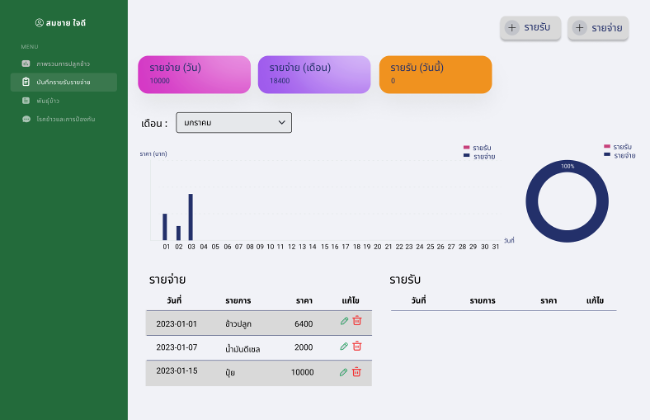 สมชาย ใจดี
รายรับ
รายจ่าย
MENU
ภาพรวมการปลูกข้าว
บันทึกรายรับรายจ่าย
พันธุ์ข้าว
โรคข้าวและการป้องกัน
รายจ่าย (วัน)
10000
รายจ่าย (เดือน)
18400
รายรับ (วันนี้)
0
เดือน :
มกราคม
ราคา (บาท)
รายรับ
รายจ่าย
01 02 03 04 05 06 07 08 09 10 11 12 13 14 15 16 17 18 19 20 21 22 23 24 25 26 27 28 29 30 31
วันที่
รายรับ
รายจ่าย
100%
รายจ่าย
วันที่ รายการ ราคา แก้ไข
2023-01-01 ข้าวปลูก 6400
2023-01-07 น้ำมันดีเซล 2000
2023-01-15 ปุ๋ย 10000
รายรับ
วันที่ รายการ ราคา แก้ไข